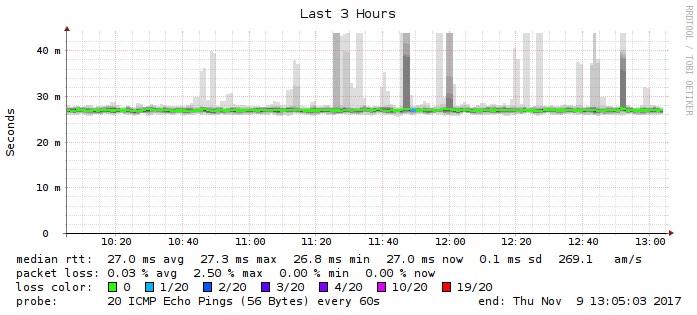 Last 3 Hours
RRDTOOL / TOBI OETIKER
Seconds
40 m
30 m
20 m
10 m
0
10:20 10:40 11:00 11:20 11:40 12:00 12:20 12:40 13:00
median rtt: 27.0 ms avg 27.3 ms max 26.8 ms min 27.0 ms now 0.1 ms sd 269.1 am/s
packet loss: 0.03 % avg 2.50 % max 0.00 % min 0.00 % now
loss color: 0 1/20 2/20 3/20 4/20 10/20 19/20
probe: 20 ICMP Echo Pings (56 Bytes) every 60s end: Thu Nov 9 13:05:03 2017